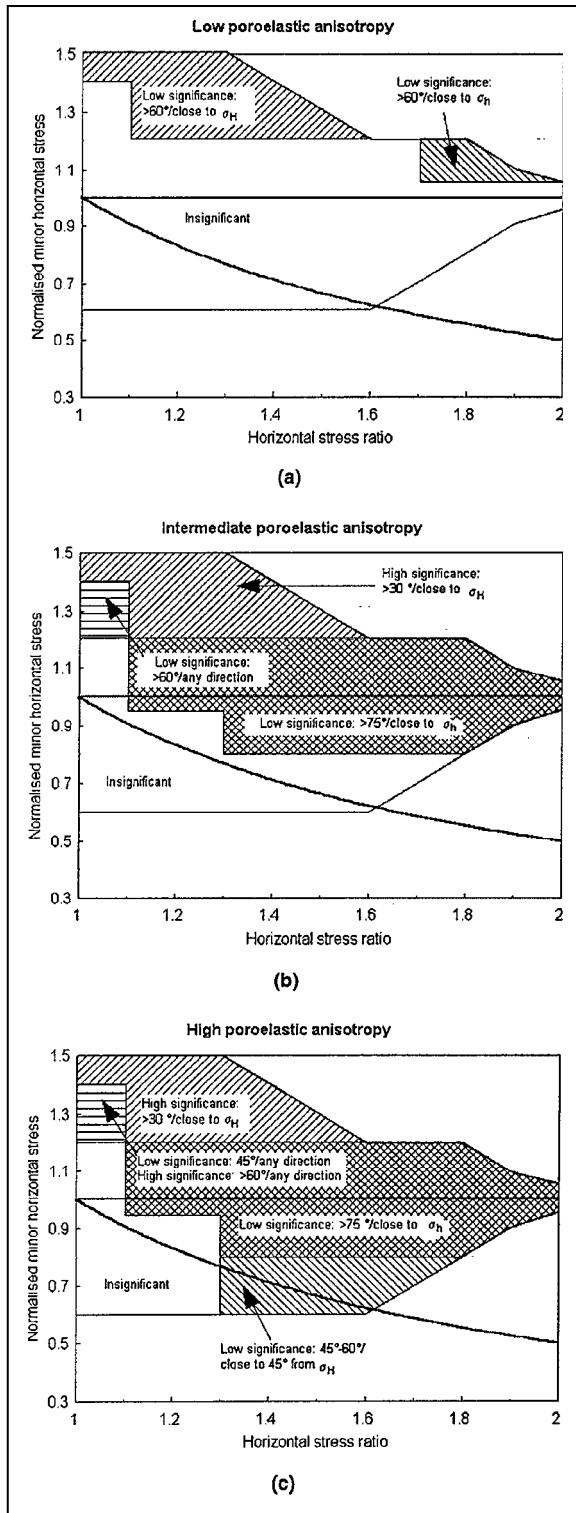 Low poroelastic anisotropy
Normalised minor horizontal stress
1.5
1.3
1.1
0.9
0.7
0.5
0.3
Low significance:
>60°/close to σH
Low significance:
>60°/close to σh
Insignificant
1
1.2
1.4
1.6
1.8
2
Horizontal stress ratio
(a)
Intermediate poroelastic anisotropy
Normalised minor horizontal stress
1.5
1.3
1.1
0.9
0.7
0.5
0.3
High significance:
>30 °/close to σH
Low significance:
>60°/any direction
Low significance: >75°/close to σh
Insignificant
1
1.2
1.4
1.6
1.8
2
Horizontal stress ratio
(b)
High poroelastic anisotropy
Normalised minor horizontal stress
1.5
1.3
1.1
0.9
0.7
0.5
0.3
High significance:
>30 °/close to σH
Low significance: 45°/any direction
High significance: >60°/any direction
Low significance: >75 °/close to σh
Insignificant
Low significance: 45°-60°/
close to 45° from σH
1
1.2
1.4
1.6
1.8
2
Horizontal stress ratio
(c)